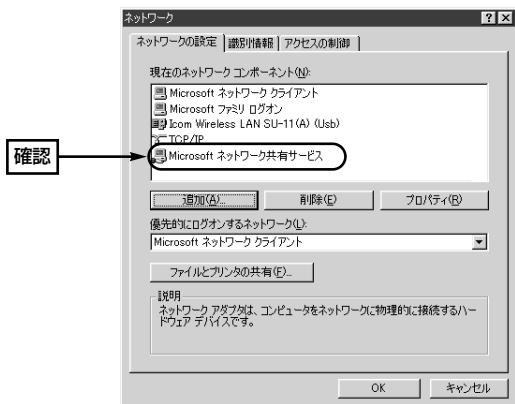 ネットワーク
ネットワークの設定 識別情報 アクセスの制御
現在のネットワーク コンポーネント(N):
Microsoft ネットワーク クライアント
Microsoft ファミリ ログオン
Icom Wireless LAN SU-11(A) (Usb)
TCP/IP
確認
Microsoft ネットワーク共有サービス
追加(A)... 削除(E) プロパティ(R)
優先的にログオンするネットワーク(L):
Microsoft ネットワーク クライアント
ファイルとプリンタの共有(F)...
説明
ネットワーク アダプタは、コンピュータをネットワークに物理的に接続するハー
ドウェア デバイスです。
OK キャンセル